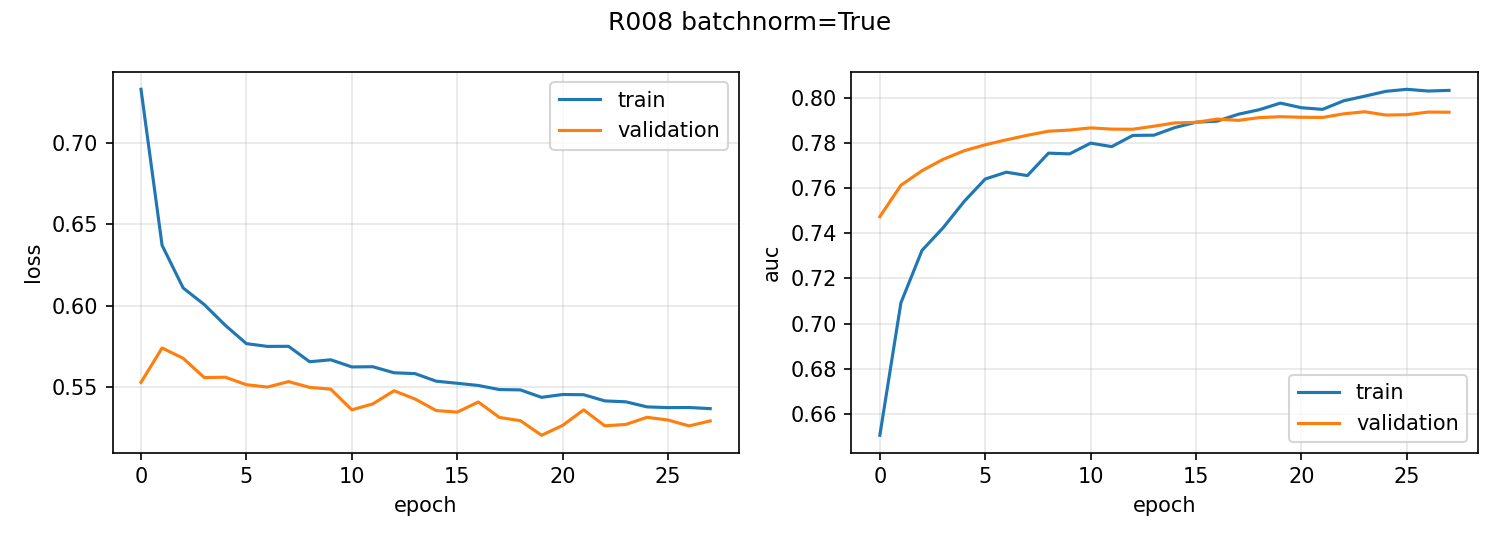 R008 batchnorm=True
loss
0.70
0.65
0.60
0.55
train
validation
0 5 10 15 20 25
epoch
auc
0.80
0.78
0.76
0.74
0.72
0.70
0.68
0.66
train
validation
0 5 10 15 20 25
epoch